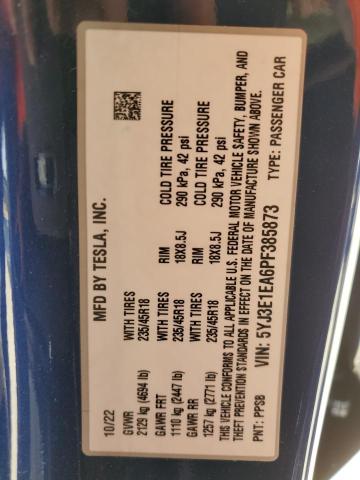 MFD BY TESLA, INC.
10/22
GVWR
2129 kg (4694 lb)
GAWR FRT WITH TIRES RIM COLD TIRE PRESSURE
1110 kg (2447 lb) 235/45R18 18X8.5J 290 kPa, 42 psi
GAWR RR WITH TIRES RIM COLD TIRE PRESSURE
1257 kg (2771 lb) 235/45R18 18X8.5J 290 kPa, 42 psi
THIS VEHICLE CONFORMS TO ALL APPLICABLE U.S. FEDERAL MOTOR VEHICLE SAFETY, BUMPER, AND
THEFT PREVENTION STANDARDS IN EFFECT ON THE DATE OF MANUFACTURE SHOWN ABOVE.
VIN: 5YJ3E1EA6PF385873
PNT: PPSB TYPE: PASSENGER CAR